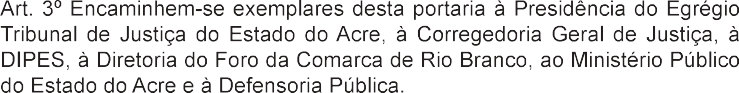 Art. 3º Encaminhem-se exemplares desta portaria à Presidência do Egrégio
Tribunal de Justiça do Estado do Acre, à Corregedoria Geral de Justiça, à
DIPES, à Diretoria do Foro da Comarca de Rio Branco, ao Ministério Público
do Estado do Acre e à Defensoria Pública.